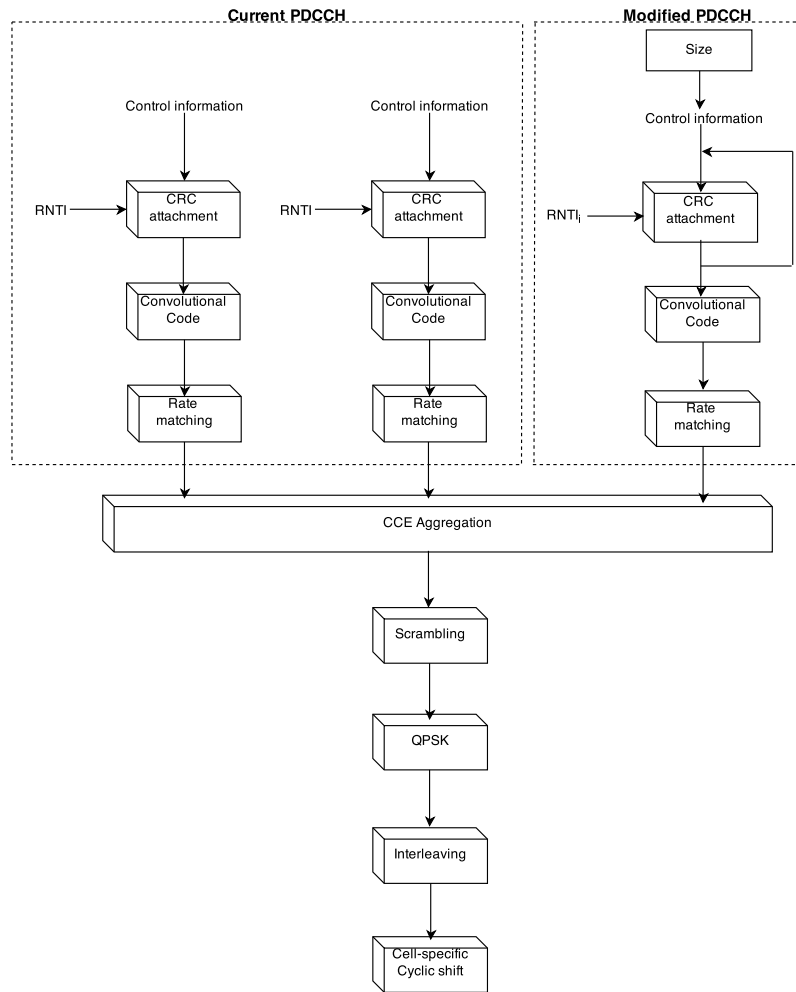 Current PDCCH
Modified PDCCH
Size
Control information
Control information
Control information
RNTI
CRC
attachment
RNTI
CRC
attachment
RNTIi
CRC
attachment
Convolutional
Code
Convolutional
Code
Convolutional
Code
Rate
matching
Rate
matching
Rate
matching
CCE Aggregation
Scrambling
QPSK
Interleaving
Cell-specific
Cyclic shift